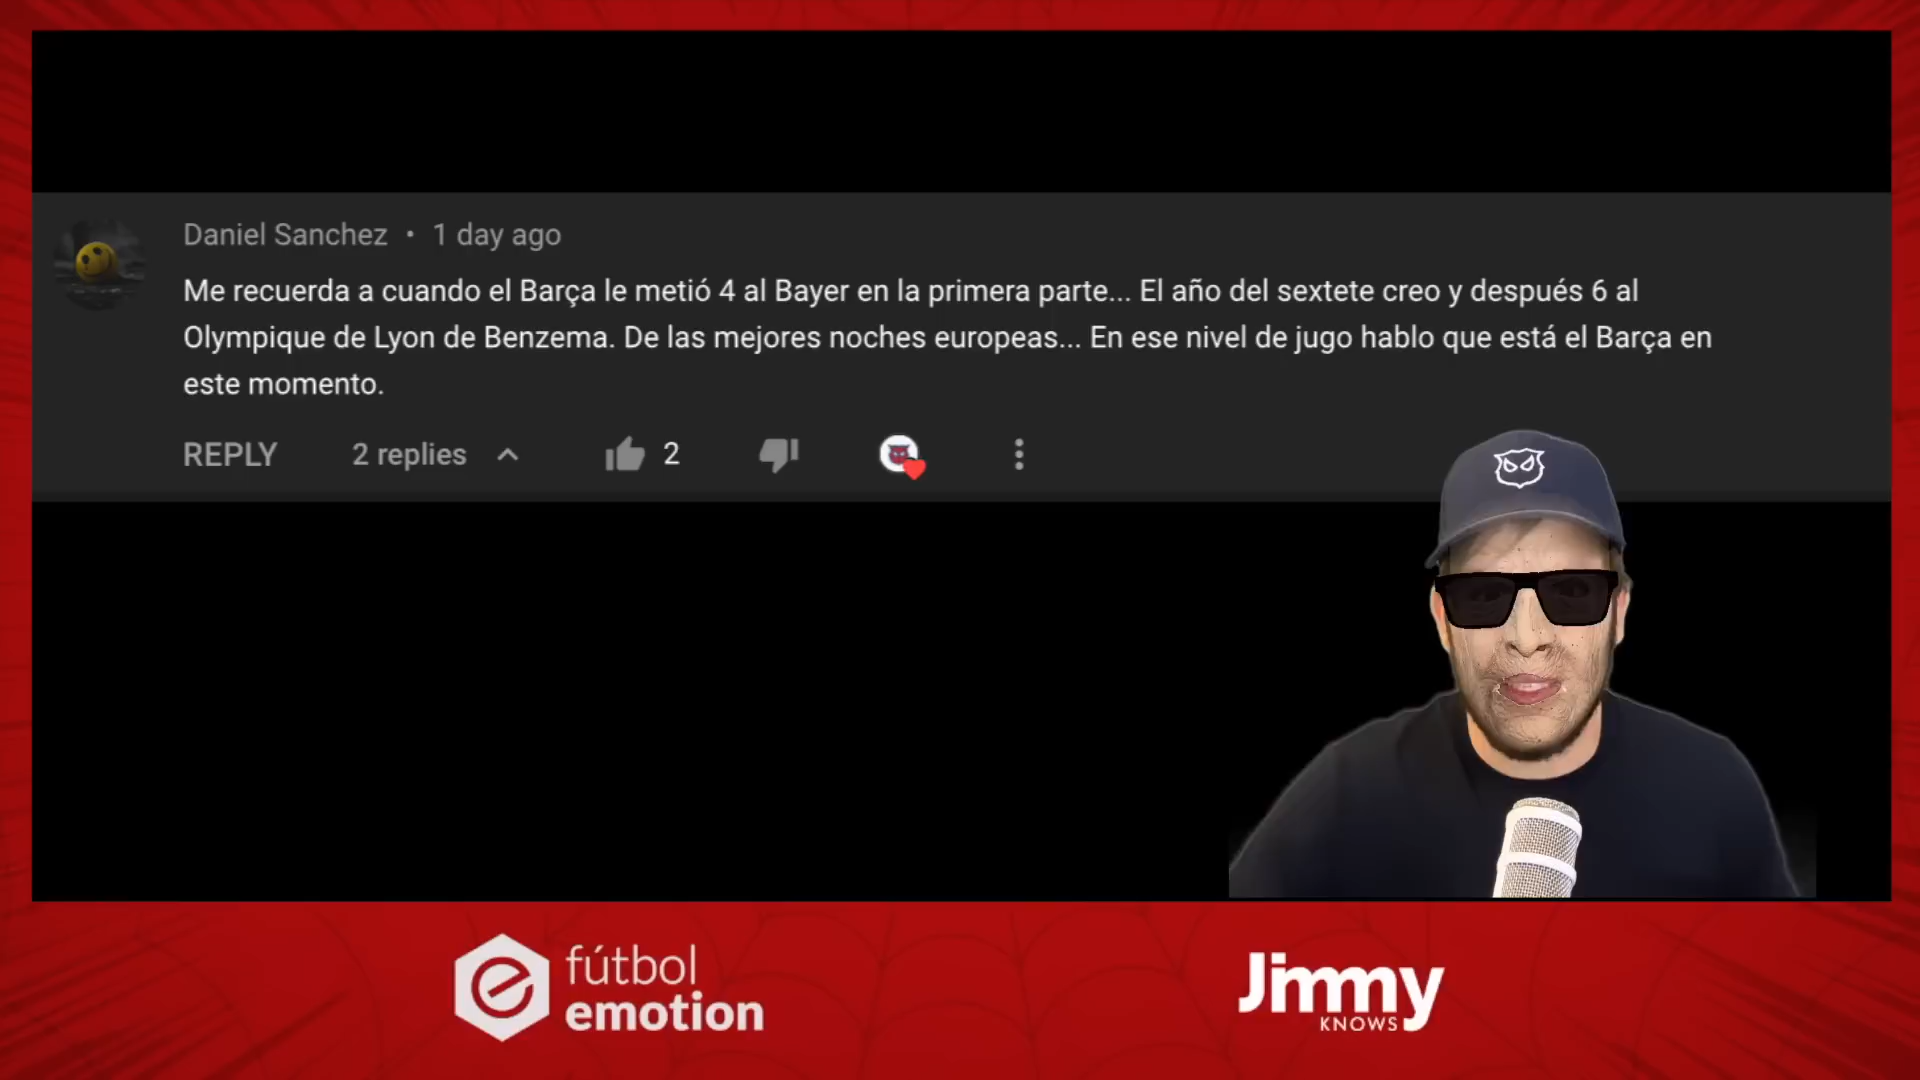 Daniel Sanchez • 1 day ago
Me recuerda a cuando el Barça le metió 4 al Bayer en la primera parte... El año del sextete creo y después 6 al
Olympique de Lyon de Benzema. De las mejores noches europeas... En ese nivel de jugo hablo que está el Barça en
este momento.
REPLY 2 replies 2
fútbol
emotion
Jimmy
KNOWS